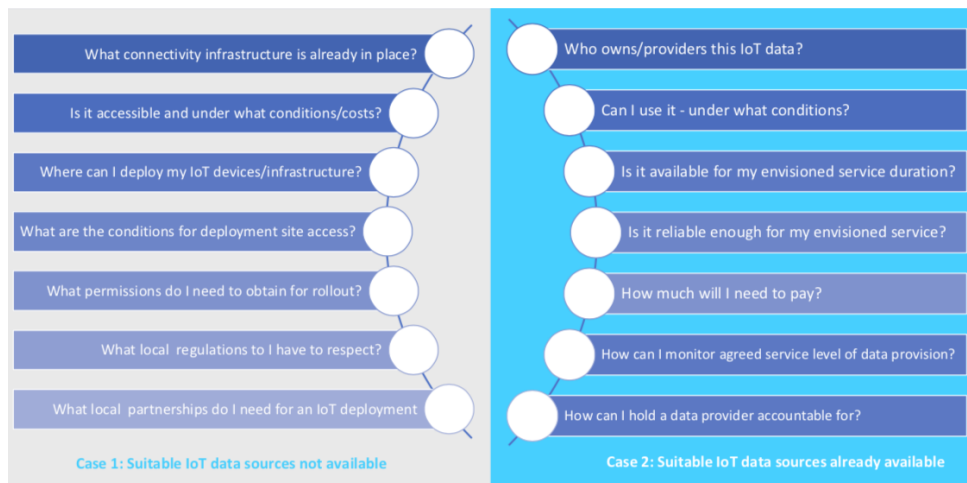 What connectivity infrastructure is already in place?
Is it accessible and under what conditions/costs?
Where can I deploy my IoT devices/infrastructure?
What are the conditions for deployment site access?
What permissions do I need to obtain for rollout?
What local regulations to I have to respect?
What local partnerships do I need for an IoT deployment
Case 1: Suitable IoT data sources not available
Who owns/providers this IoT data?
Can I use it - under what conditions?
Is it available for my envisioned service duration?
Is it reliable enough for my envisioned service?
How much will I need to pay?
How can I monitor agreed service level of data provision?
How can I hold a data provider accountable for?
Case 2: Suitable IoT data sources already available